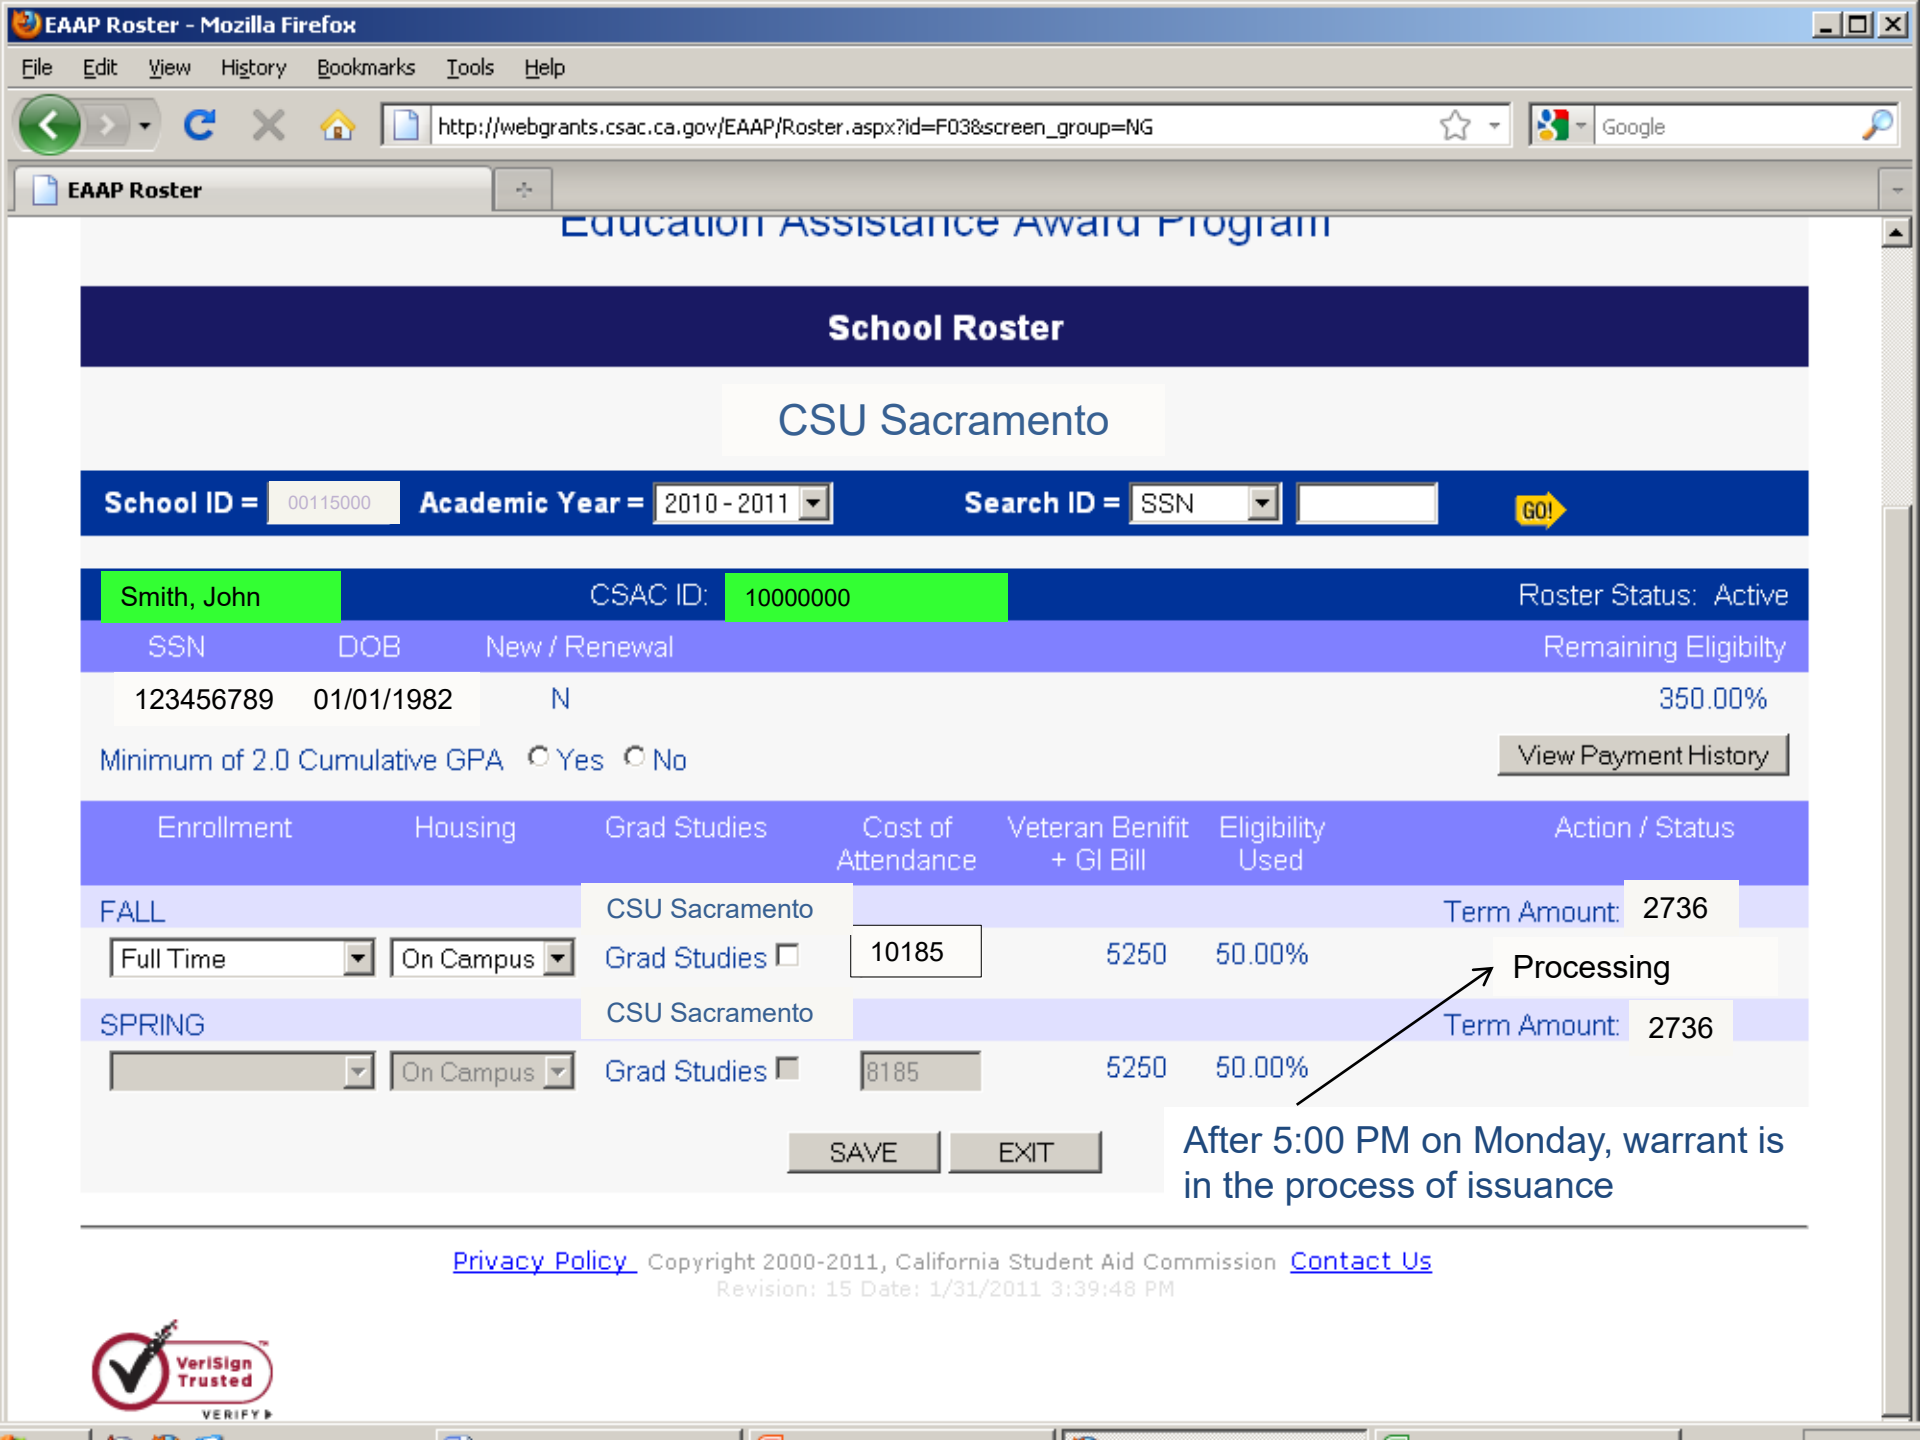 EAAP Roster - Mozilla Firefox
File Edit View History Bookmarks Tools Help
http://webgrants.csac.ca.gov/EAAP/Roster.aspx?id=F03&screen_group=NG Google
EAAP Roster
Education Assistance Award Program
School Roster
CSU Sacramento
School ID = 00115000 Academic Year = 2010 - 2011 Search ID = SSN GO!
Smith, John CSAC ID: 10000000 Roster Status: Active
SSN DOB New / Renewal Remaining Eligibilty
123456789 01/01/1982 N 350.00%
Minimum of 2.0 Cumulative GPA Yes No View Payment History
Enrollment Housing Grad Studies Cost of Veteran Benifit Eligibility Action / Status
Attendance + GI Bill Used
FALL CSU Sacramento Term Amount: 2736
Full Time On Campus Grad Studies 10185 5250 50.00% Processing
SPRING CSU Sacramento Term Amount: 2736
On Campus Grad Studies 8185 5250 50.00%
SAVE EXIT After 5:00 PM on Monday, warrant is
in the process of issuance
Privacy Policy Copyright 2000-2011, California Student Aid Commission Contact Us
Revision: 15 Date: 1/31/2011 3:39:48 PM
VeriSign
Trusted
VERIFY